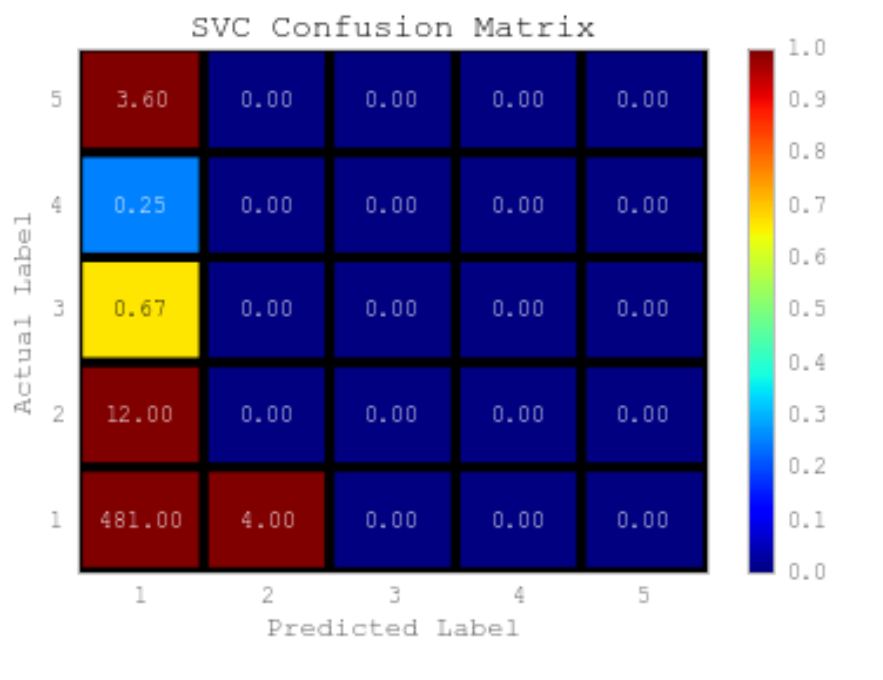 SVC Confusion Matrix
5 3.60 0.00 0.00 0.00 0.00
4 0.25 0.00 0.00 0.00 0.00
3 0.67 0.00 0.00 0.00 0.00
2 12.00 0.00 0.00 0.00 0.00
1 481.00 4.00 0.00 0.00 0.00
1 2 3 4 5
Predicted Label
Actual Label
1.0
0.9
0.8
0.7
0.6
0.5
0.4
0.3
0.2
0.1
0.0